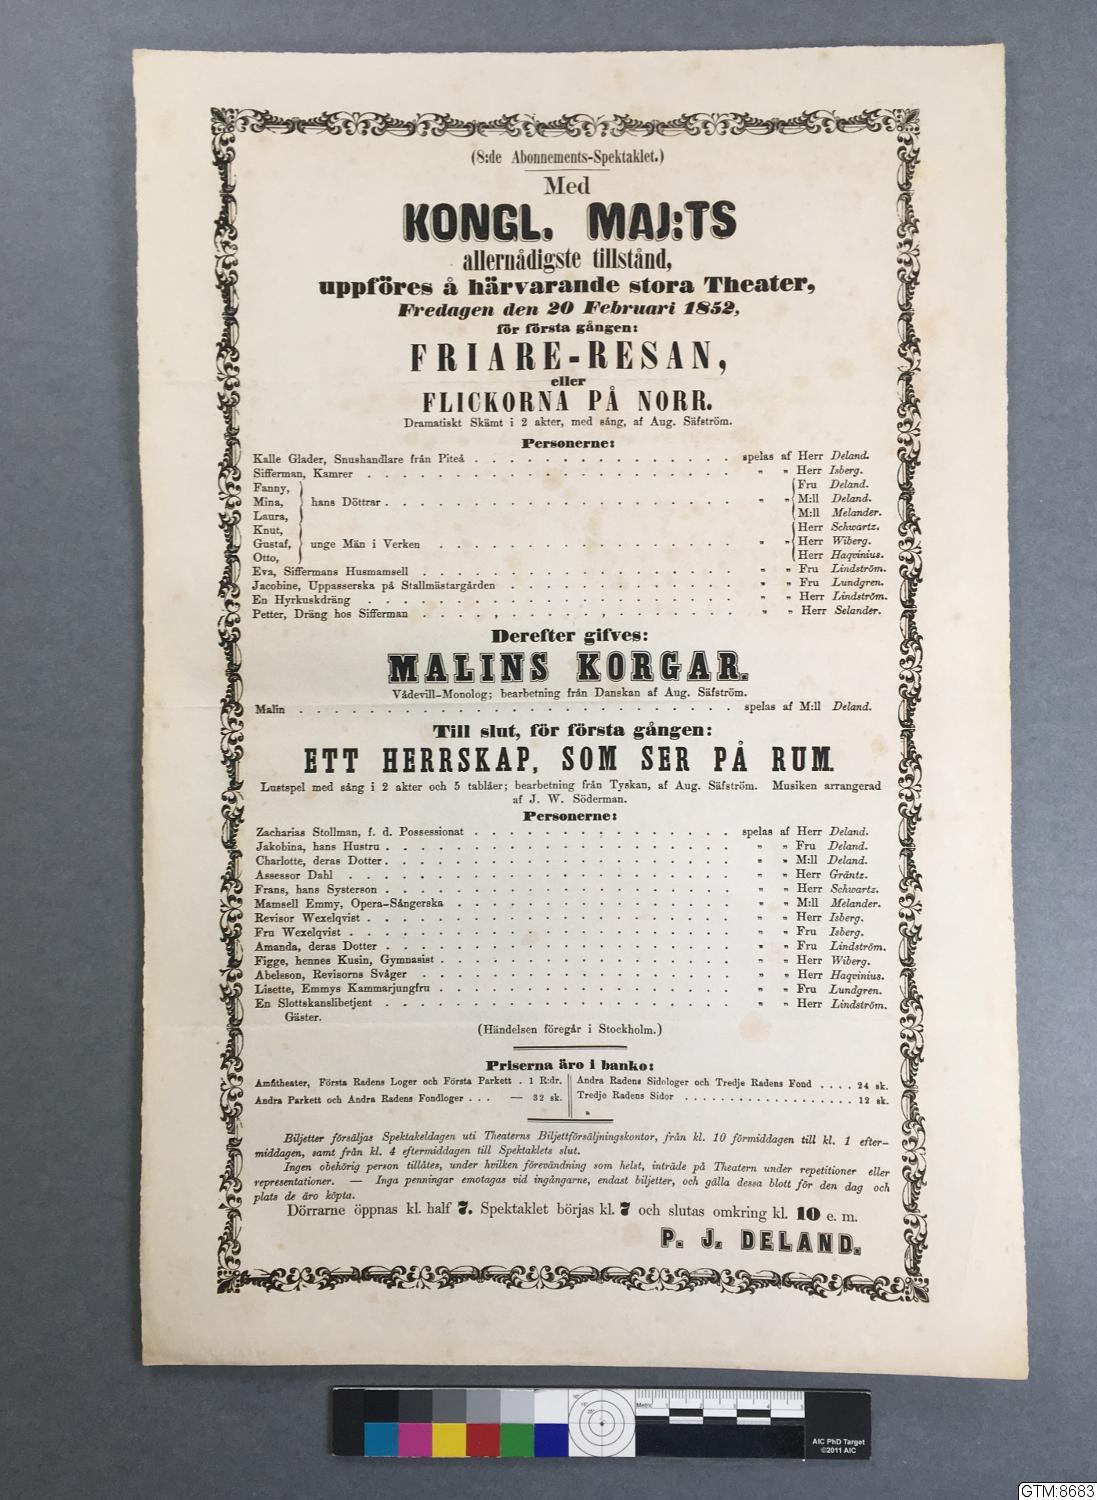 (8:de Abonnements-Spektaklet.)
Med
KONGL. MAJ:TS
allernådigste tillstånd,
uppföres å härvarande stora Theater,
Fredagen den 20 Februari 1852,
för första gången:
FRIARE-RESAN,
eller
FLICKORNA PÅ NORR.
Dramatiskt Skämt i 2 akter, med sång, af Aug. Säfström.
Personerne:
Kalle Glader, Snushandlare från Piteå . . . . . . . . . . . . . . . spelas af Herr Deland.
Sifferman, Kamrer . . . . . . . . . . . . . . . . . . . . . „ „ Herr Isberg.
Fanny, Fru Deland.
Mina, hans Döttrar . . . . . . . . . . . . . . . . . . . . „ „ M:ll Deland.
Laura, M:ll Melander.
Knut, Herr Schwartz.
Gustaf, unge Män i Verken . . . . . . . . . . . . . . . . . „ „ Herr Wiberg.
Otto, Herr Haqvinius.
Eva, Siffermans Husmamsell . . . . . . . . . . . . . . . . . . „ „ Fru Lindström.
Jacobine, Uppasserska på Stallmästargården . . . . . . . . . . . . . „ „ Fru Lundgren.
En Hyrkuskdräng . . . . . . . . . . . . . . . . . . . . . „ „ Herr Lindström.
Petter, Dräng hos Sifferman . . . . . . . . . . . . . . . . . . „ „ Herr Selander.
Derefter gifves:
MALINS KORGAR.
Vådevill-Monolog; bearbetning från Danskan af Aug. Säfström.
Malin . . . . . . . . . . . . . . . . . . . . . . . . . spelas af M:ll Deland.
Till slut, för första gången:
ETT HERRSKAP, SOM SER PÅ RUM.
Lustspel med sång i 2 akter och 5 tablåer; bearbetning från Tyskan, af Aug. Säfström. Musiken arrangerad
af J. W. Söderman.
Personerne:
Zacharias Stollman, f. d. Possessionat . . . . . . . . . . . . . . . spelas af Herr Deland.
Jakobina, hans Hustru . . . . . . . . . . . . . . . . . . . . „ „ Fru Deland.
Charlotte, deras Dotter . . . . . . . . . . . . . . . . . . . . „ „ M:ll Deland.
Assessor Dahl . . . . . . . . . . . . . . . . . . . . . . „ „ Herr Gräntz.
Frans, hans Systerson . . . . . . . . . . . . . . . . . . . . „ „ Herr Schwartz.
Mamsell Emmy, Opera-Sångerska . . . . . . . . . . . . . . . . „ „ M:ll Melander.
Revisor Wexelqvist . . . . . . . . . . . . . . . . . . . . . „ „ Herr Isberg.
Fru Wexelqvist . . . . . . . . . . . . . . . . . . . . . . „ „ Fru Isberg.
Amanda, deras Dotter . . . . . . . . . . . . . . . . . . . . „ „ Fru Lindström.
Figge, hennes Kusin, Gymnasist . . . . . . . . . . . . . . . . . „ „ Herr Wiberg.
Abelsson, Revisorns Svåger . . . . . . . . . . . . . . . . . . „ „ Herr Haqvinius.
Lisette, Emmys Kammarjungfru . . . . . . . . . . . . . . . . . „ „ Fru Lundgren.
En Slottskanslibetjent . . . . . . . . . . . . . . . . . . . . „ „ Herr Lindström.
Gäster.
(Händelsen föregår i Stockholm.)
Priserna äro i banko:
Amfitheater, Första Radens Loger och Första Parkett . 1 R:dr.
Andra Parkett och Andra Radens Fondloger . . . — 32 sk.
Andra Radens Sidologer och Tredje Radens Fond . . . . 24 sk.
Tredje Radens Sidor . . . . . . . . . . . . . . . . . . . 12 sk.
Biljetter försäljas Spektakeldagen uti Theaterns Biljettförsäljningskontor, från kl. 10 förmiddagen till kl. 1 efter-
middagen, samt från kl. 4 eftermiddagen till Spektaklets slut.
Ingen obehörig person tillåtes, under hvilken förevändning som helst, inträde på Theatern under repetitioner eller
representationer. — Inga penningar emotagas vid ingångarne, endast biljetter, och gälla dessa blott för den dag och
plats de äro köpta.
Dörrarne öppnas kl. half 7. Spektaklet börjas kl. 7 och slutas omkring kl. 10 e. m.
P. J. DELAND.
Metric 1 2 3 4 5
AIC PhD Target
©2011 AIC
GTM:8683